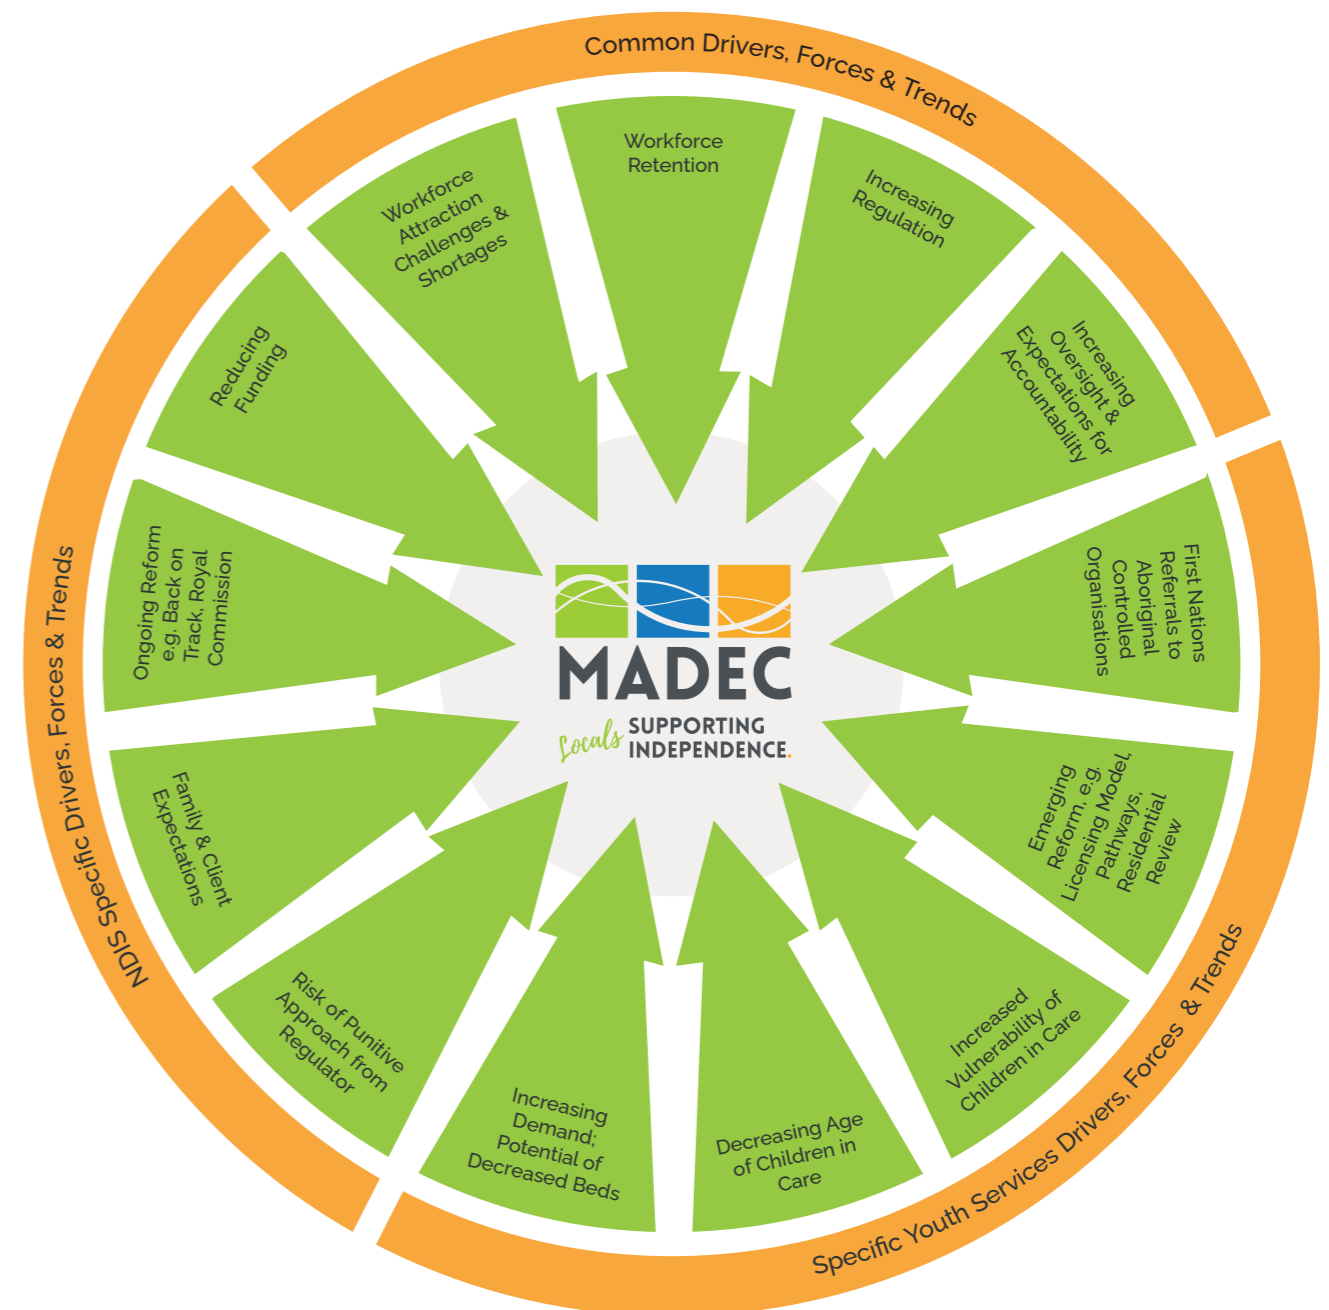 Common Drivers, Forces & Trends
Workforce
Attraction
Challenges &
Shortages
Workforce
Retention
Increasing
Regulation
Increasing
Oversight &
Expectations for
Accountability
Specific Youth Services Drivers, Forces & Trends
First Nations
Referrals to
Aboriginal
Controlled
Organisations
Emerging
Reform, e.g.
Licensing Model,
Pathways,
Residential
Review
Increased
Vulnerability of
Children in Care
Decreasing Age
of Children in
Care
Increasing
Demand;
Potential of
Decreased Beds
NDIS Specific Drivers, Forces & Trends
Risk of Punitive
Approach from
Regulator
Family & Client
Expectations
Ongoing Reform
e.g. Back on
Track, Royal
Commission
Reducing
Funding
MADEC
Locals SUPPORTING
INDEPENDENCE.